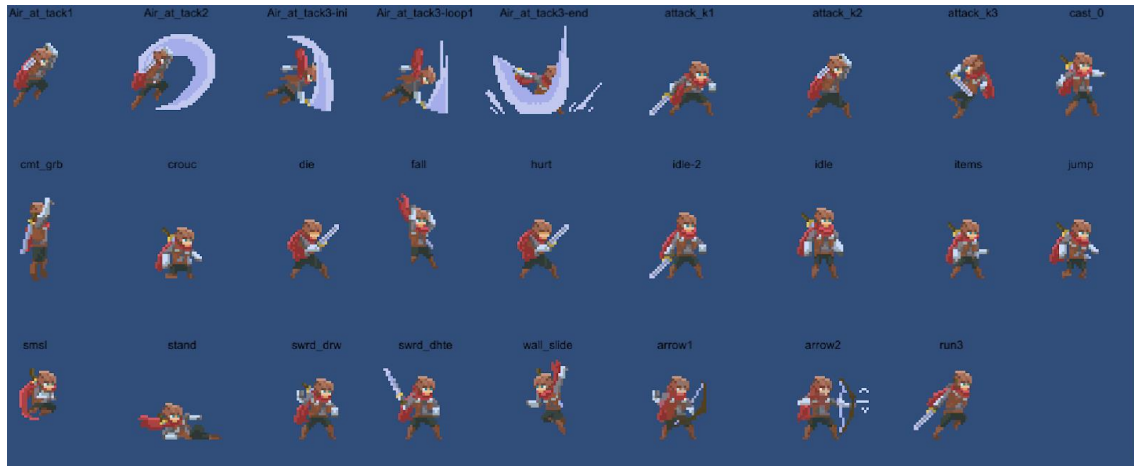 Air_at_tack1 Air_at_tack2 Air_at_tack3-ini Air_at_tack3-loop1 Air_at_tack3-end attack_k1 attack_k2 attack_k3 cast_0
cmt_grb crouc die fall hurt idle-2 idle items jump
smsl stand swrd_drw swrd_dhte wall_slide arrow1 arrow2 run3